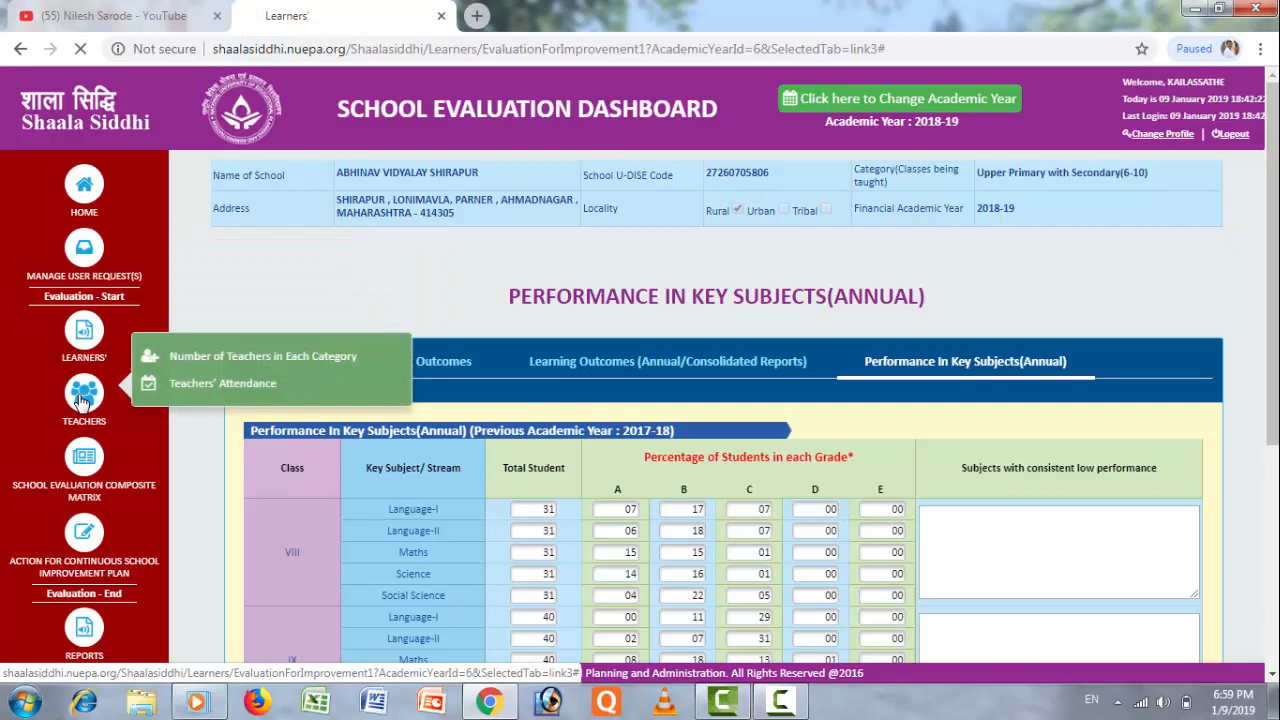 (55) Nilesh Sarode - YouTube
Learners'
Not secure
shaalasiddhi.nuepa.org/Shaalasiddhi/Learners/EvaluationForImprovement1?AcademicYearId=6&SelectedTab=link3#
Paused
शाला सिद्धि
Shaala Siddhi
SCHOOL EVALUATION DASHBOARD
Click here to Change Academic Year
Academic Year : 2018-19
Welcome, KAILASSATHE
Today is 09 January 2019 18:42:2
Last Login: 09 January 2019 18:42
Change Profile | Logout
Name of School ABHINAV VIDYALAY SHIRAPUR School U-DISE Code 27260705806 Category(Classes being taught) Upper Primary with Secondary(6-10)
Address SHIRAPUR , LONIMAVLA, PARNER , AHMADNAGAR , MAHARASHTRA - 414305 Locality Rural Urban Tribal Financial Academic Year 2018-19
HOME
MANAGE USER REQUEST(S)
Evaluation - Start
LEARNERS'
TEACHERS
SCHOOL EVALUATION COMPOSITE
MATRIX
ACTION FOR CONTINUOUS SCHOOL
IMPROVEMENT PLAN
Evaluation - End
REPORTS
Number of Teachers in Each Category
Teachers' Attendance
PERFORMANCE IN KEY SUBJECTS(ANNUAL)
Outcomes Learning Outcomes (Annual/Consolidated Reports) Performance In Key Subjects(Annual)
Performance In Key Subjects(Annual) (Previous Academic Year : 2017-18)
Class Key Subject/ Stream Total Student Percentage of Students in each Grade* Subjects with consistent low performance
A B C D E
VIII
Language-I 31 07 17 07 00 00
Language-II 31 06 18 07 00 00
Maths 31 15 15 01 00 00
Science 31 14 16 01 00 00
Social Science 31 04 22 05 00 00
IX
Language-I 40 00 11 29 00 00
Language-II 40 02 07 31 00 00
Maths 40 08 18 13 01 00
shaalasiddhi.nuepa.org/Shaalasiddhi/Learners/EvaluationForImprovement1?AcademicYearId=6&SelectedTab=link3#
Planning and Administration. All Rights Reserved @2016
EN
6:59 PM
1/9/2019